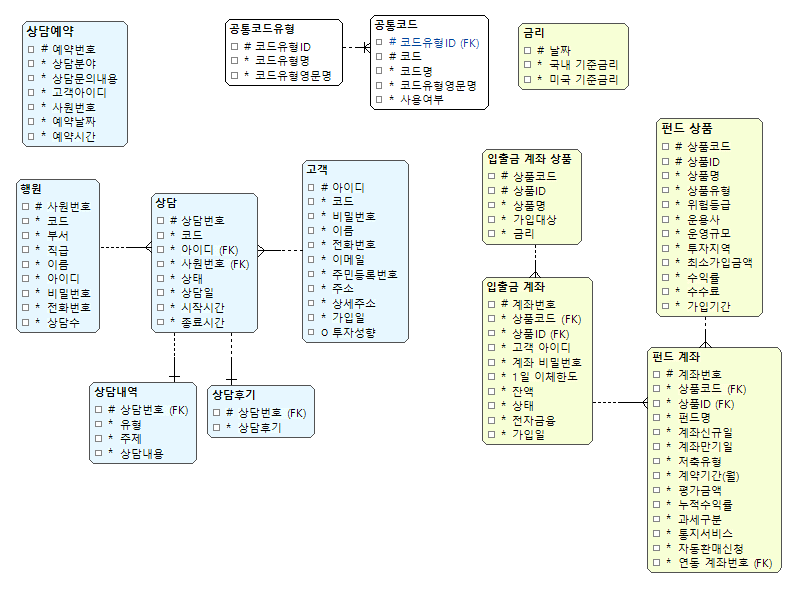 상담예약
# 예약번호
* 상담분야
* 상담문의내용
* 고객아이디
* 사원번호
* 예약날짜
* 예약시간
공통코드유형
# 코드유형ID
* 코드유형명
* 코드유형영문명
공통코드
# 코드유형ID (FK)
# 코드
* 코드명
* 코드유형영문명
* 사용여부
금리
# 날짜
* 국내 기준금리
* 미국 기준금리
행원
# 사원번호
* 코드
* 부서
* 직급
* 이름
* 아이디
* 비밀번호
* 전화번호
* 상담수
상담
# 상담번호
* 코드
* 아이디 (FK)
* 사원번호 (FK)
* 상태
* 상담일
* 시작시간
* 종료시간
고객
# 아이디
* 코드
* 비밀번호
* 이름
* 전화번호
* 이메일
* 주민등록번호
* 주소
* 상세주소
* 가입일
o 투자성향
입출금 계좌 상품
# 상품코드
# 상품ID
* 상품명
* 가입대상
* 금리
펀드 상품
# 상품코드
# 상품ID
* 상품명
* 상품유형
* 위험등급
* 운용사
* 운영규모
* 투자지역
* 최소가입금액
* 수익률
* 수수료
* 가입기간
상담내역
# 상담번호 (FK)
* 유형
* 주제
* 상담내용
상담후기
# 상담번호 (FK)
* 상담후기
입출금 계좌
# 계좌번호
* 상품코드 (FK)
* 상품ID (FK)
* 고객 아이디
* 계좌 비밀번호
* 1일 이체한도
* 잔액
* 상태
* 전자금융
* 가입일
펀드 계좌
# 계좌번호
* 상품코드 (FK)
* 상품ID (FK)
* 펀드명
* 계좌신규일
* 계좌만기일
* 저축유형
* 계약기간(월)
* 평가금액
* 누적수익률
* 과세구분
* 통지서비스
* 자동환매신청
* 연동 계좌번호 (FK)